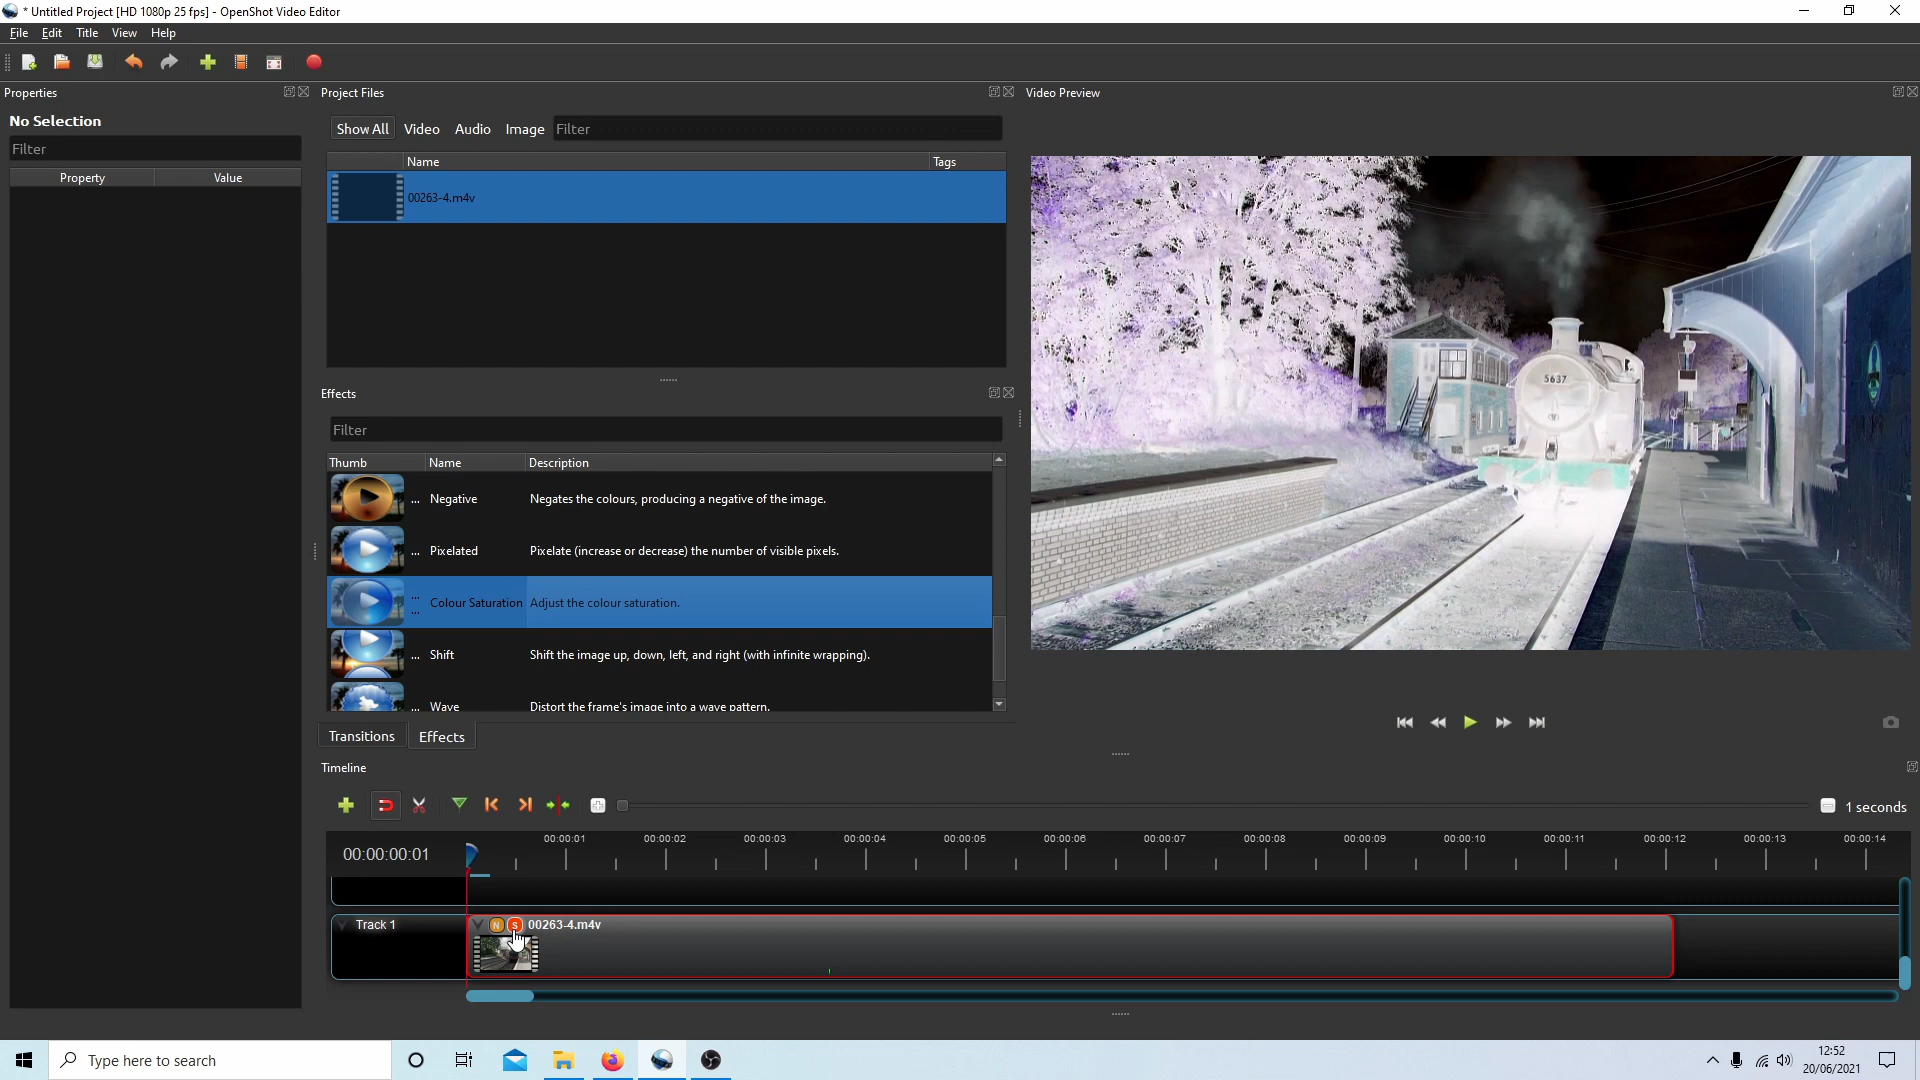 * Untitled Project [HD 1080p 25 fps] - OpenShot Video Editor
File Edit Title View Help
Properties
No Selection
Filter
Property Value
Project Files
Show All Video Audio Image Filter
Name Tags
00263-4.m4v
Effects
Filter
Thumb Name Description
... Negative Negates the colours, producing a negative of the image.
... Pixelated Pixelate (increase or decrease) the number of visible pixels.
... Colour Saturation Adjust the colour saturation.
...
... Shift Shift the image up, down, left, and right (with infinite wrapping).
... Wave Distort the frame's image into a wave pattern.
Transitions Effects
Video Preview
5637
Timeline
1 seconds
00:00:00:01
00:00:01 00:00:02 00:00:03 00:00:04 00:00:05 00:00:06 00:00:07 00:00:08 00:00:09 00:00:10 00:00:11 00:00:12 00:00:13 00:00:14
Track 1
N S 00263-4.m4v
Type here to search
12:52
20/06/2021